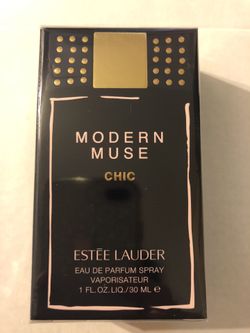 MODERN
MUSE
CHIC
ESTĒE LAUDER
EAU DE PARFUM SPRAY
VAPORISATEUR
1 FL.OZ.LIQ./30 ML ℮